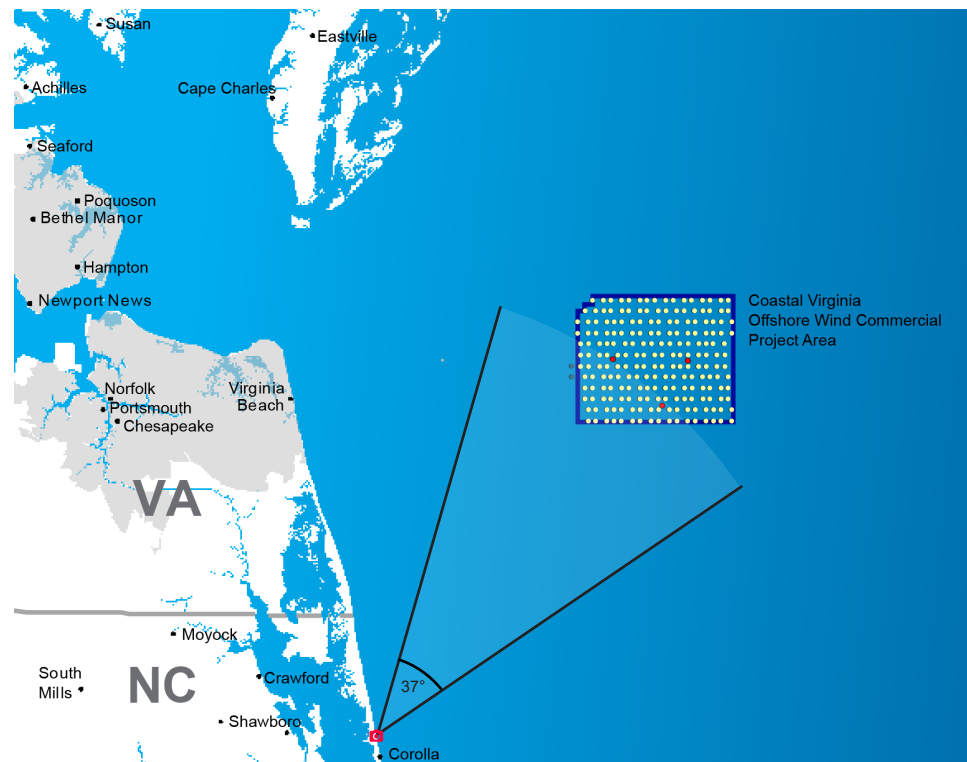 Susan
Eastville
Achilles
Cape Charles
Seaford
Poquoson
Bethel Manor
Hampton
Newport News
Coastal Virginia
Offshore Wind Commercial
Project Area
Norfolk
Portsmouth
Chesapeake
Virginia
Beach
VA
Moyock
South
Mills
NC
Crawford
37°
Shawboro
Corolla